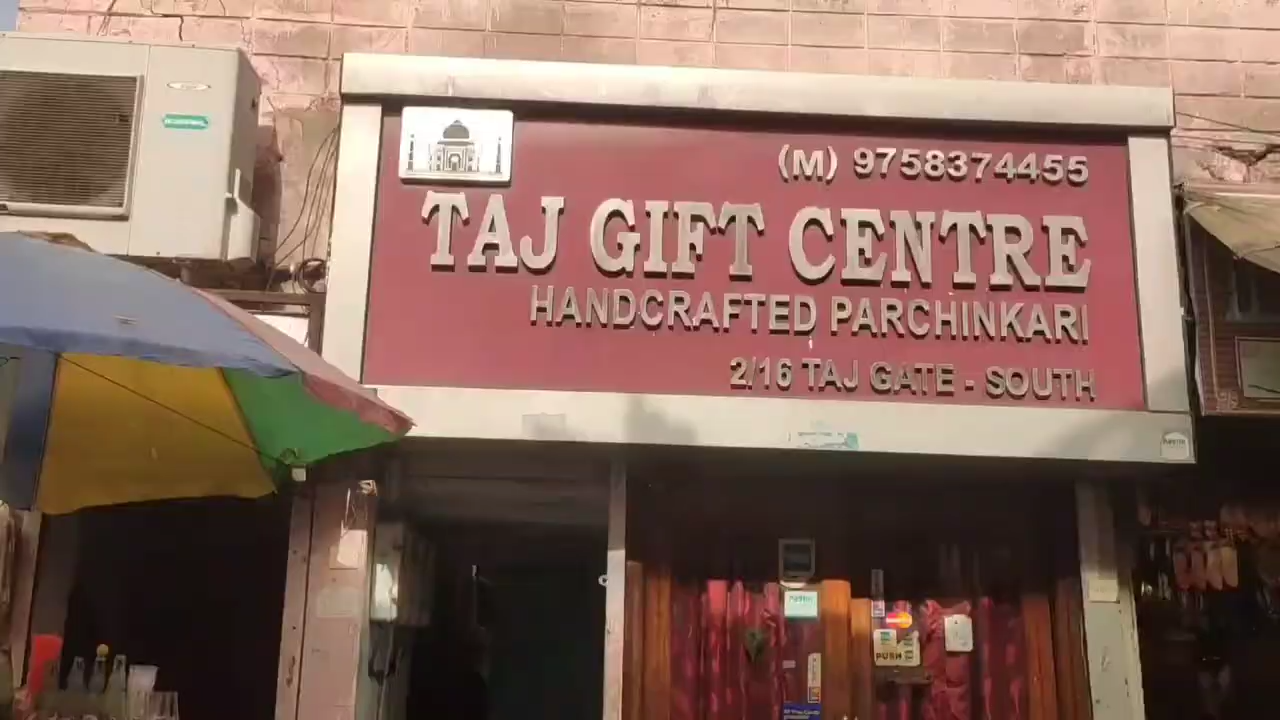 (M) 9758374455
TAJ GIFT CENTRE
HANDCRAFTED PARCHINKARI
2/16 TAJ GATE - SOUTH
PUSH